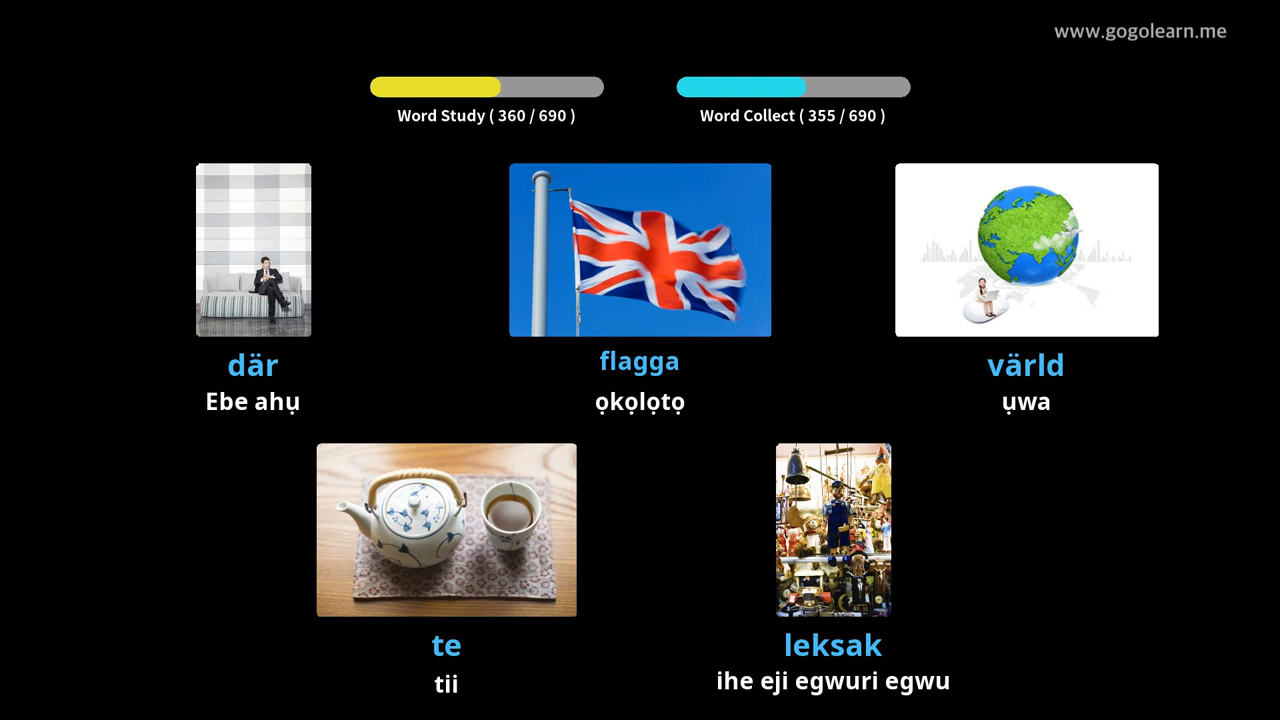 www.gogolearn.me
Word Study ( 360 / 690 )
Word Collect ( 355 / 690 )
där
Ebe ahụ
flagga
ọkọlọtọ
värld
ụwa
te
tii
leksak
ihe eji egwuri egwu